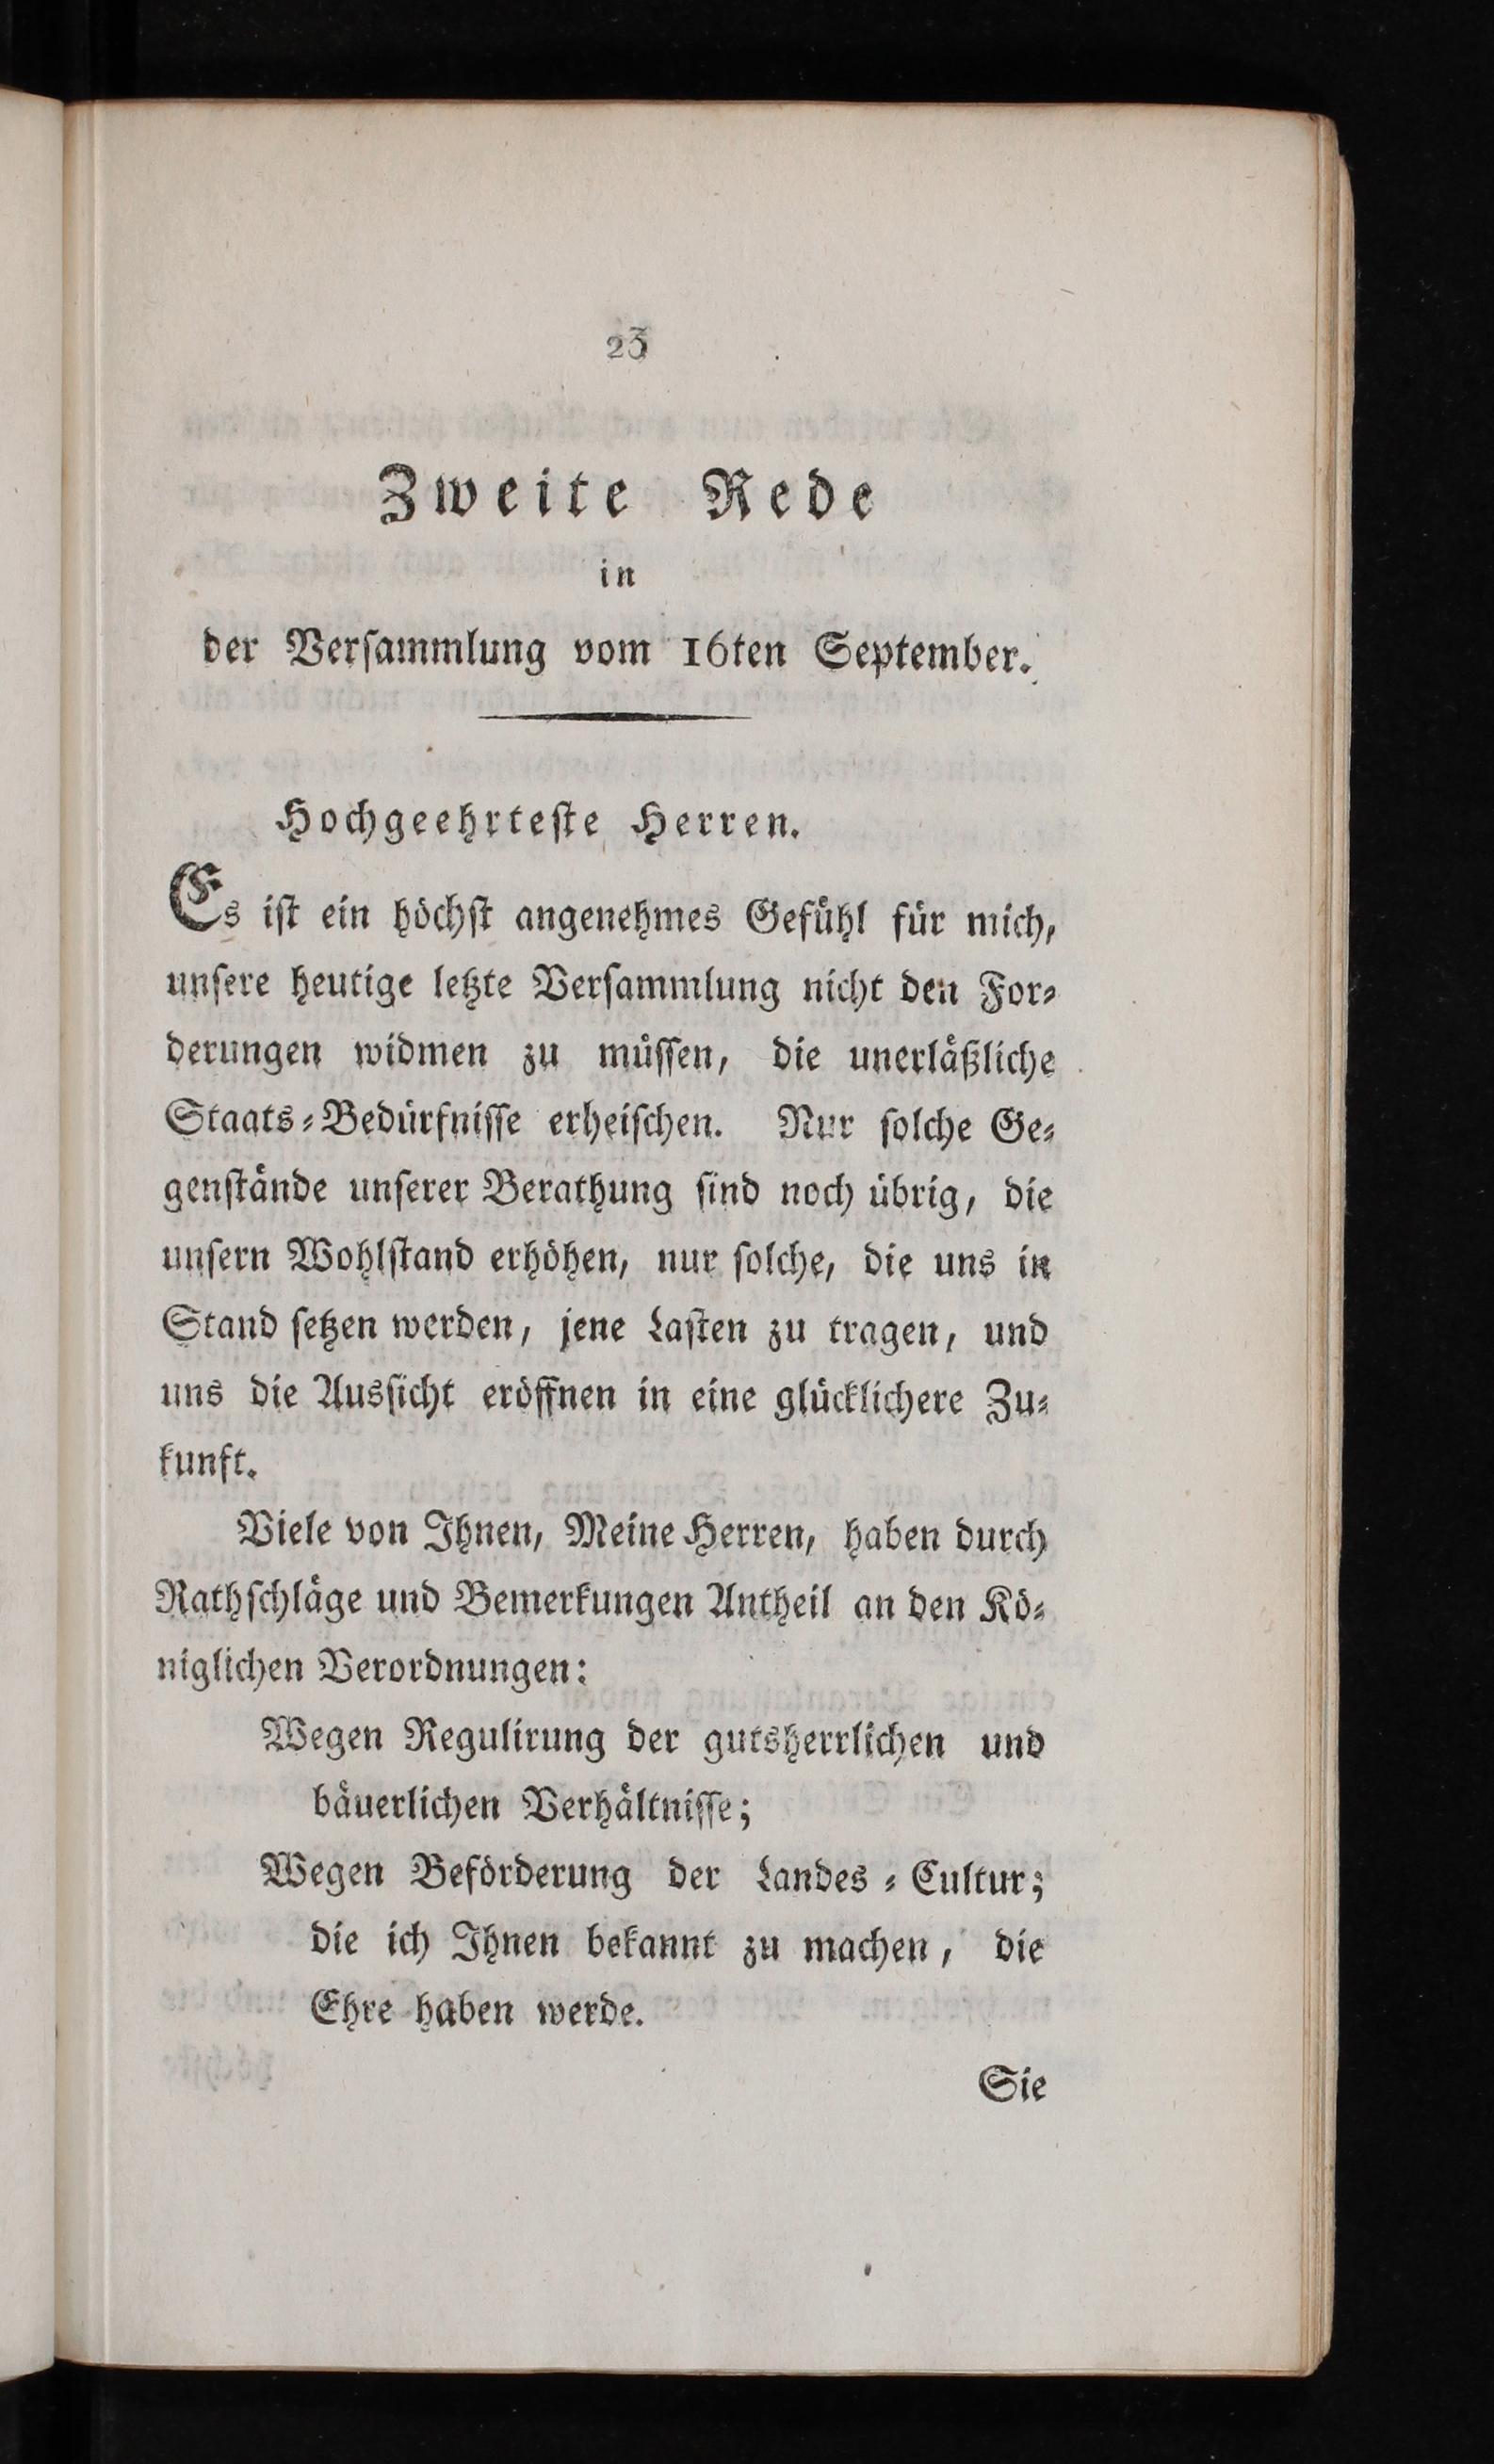 23
Zweite Rede
in
der Verſammlung vom 16ten September.
Hochgeehrteſte Herren.
Es iſt ein höchſt angenehmes Gefühl für mich,
unſere heutige letzte Verſammlung nicht den For⸗
derungen widmen zu müſſen, die unerläßliche
Staats⸗Bedürfniſſe erheiſchen. Nur ſolche Ge⸗
genſtände unſerer Berathung ſind noch übrig, die
unſern Wohlſtand erhöhen, nur ſolche, die uns in
Stand ſetzen werden, jene Laſten zu tragen, und
uns die Ausſicht eröffnen in eine glücklichere Zu⸗
kunft.
Viele von Ihnen, Meine Herren, haben durch
Rathſchläge und Bemerkungen Antheil an den Kö⸗
niglichen Verordnungen:
Wegen Regulirung der gutsherrlichen und
bäuerlichen Verhältniſſe;
Wegen Beförderung der Landes⸗Cultur;
die ich Ihnen bekannt zu machen, die
Ehre haben werde.
Sie